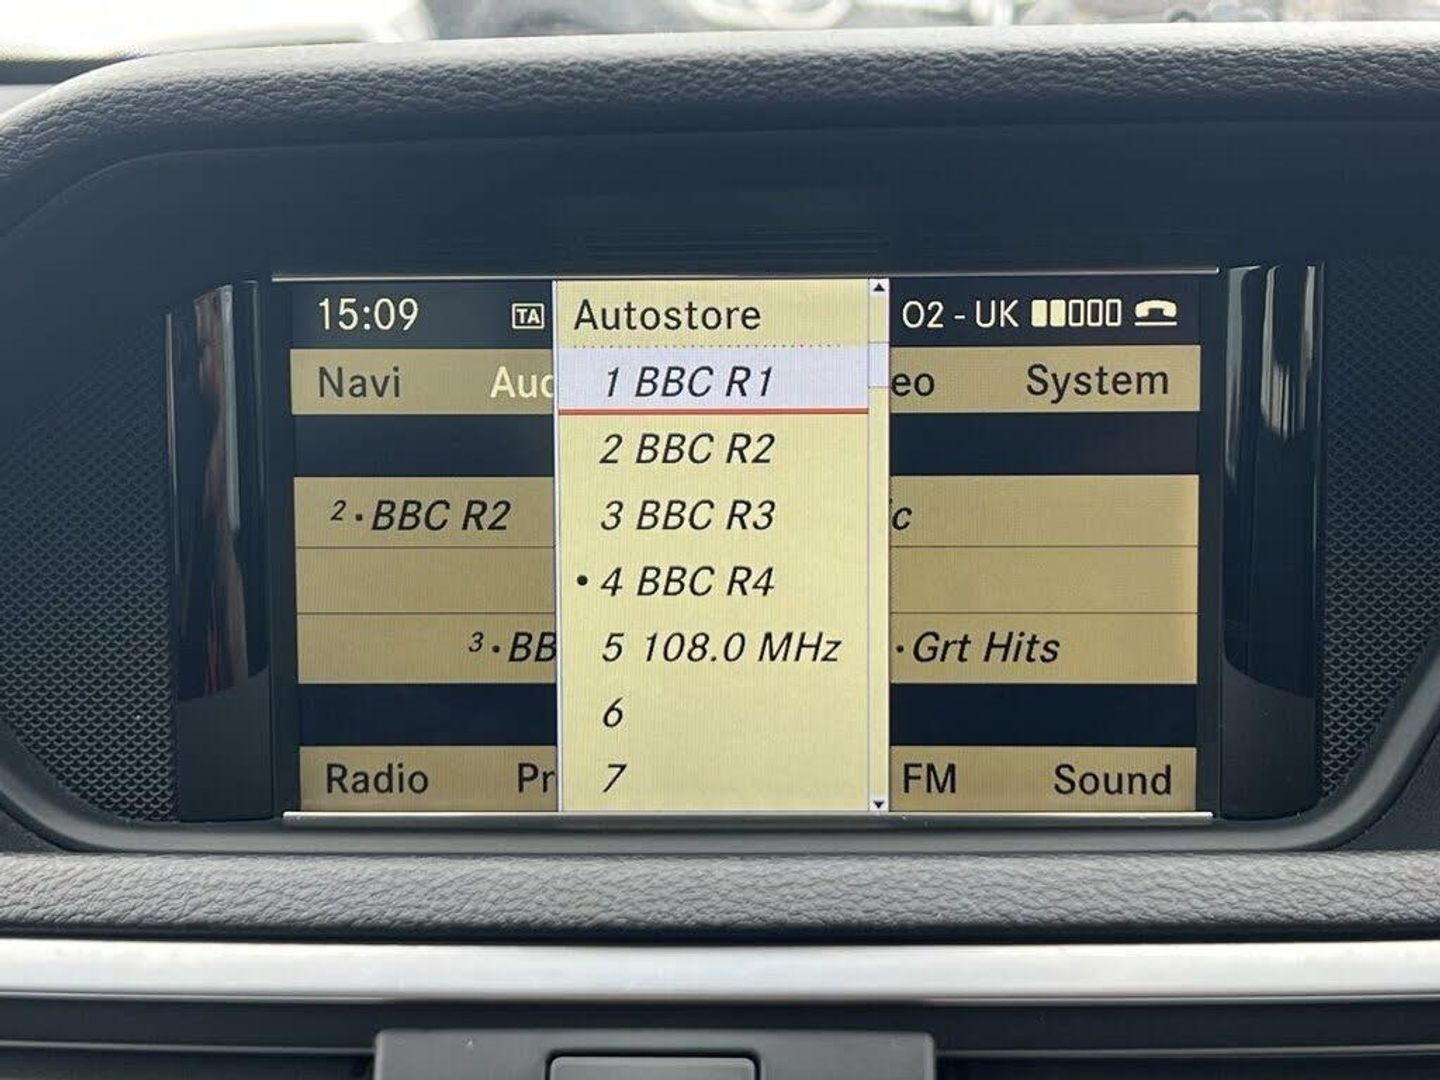 15:09 TA Autostore O2 - UK
Navi Aud 1 BBC R1 eo System
2 BBC R2
2 · BBC R2 3 BBC R3 ic
• 4 BBC R4
3 · BB 5 108.0 MHz · Grt Hits
6
Radio Pr 7 FM Sound